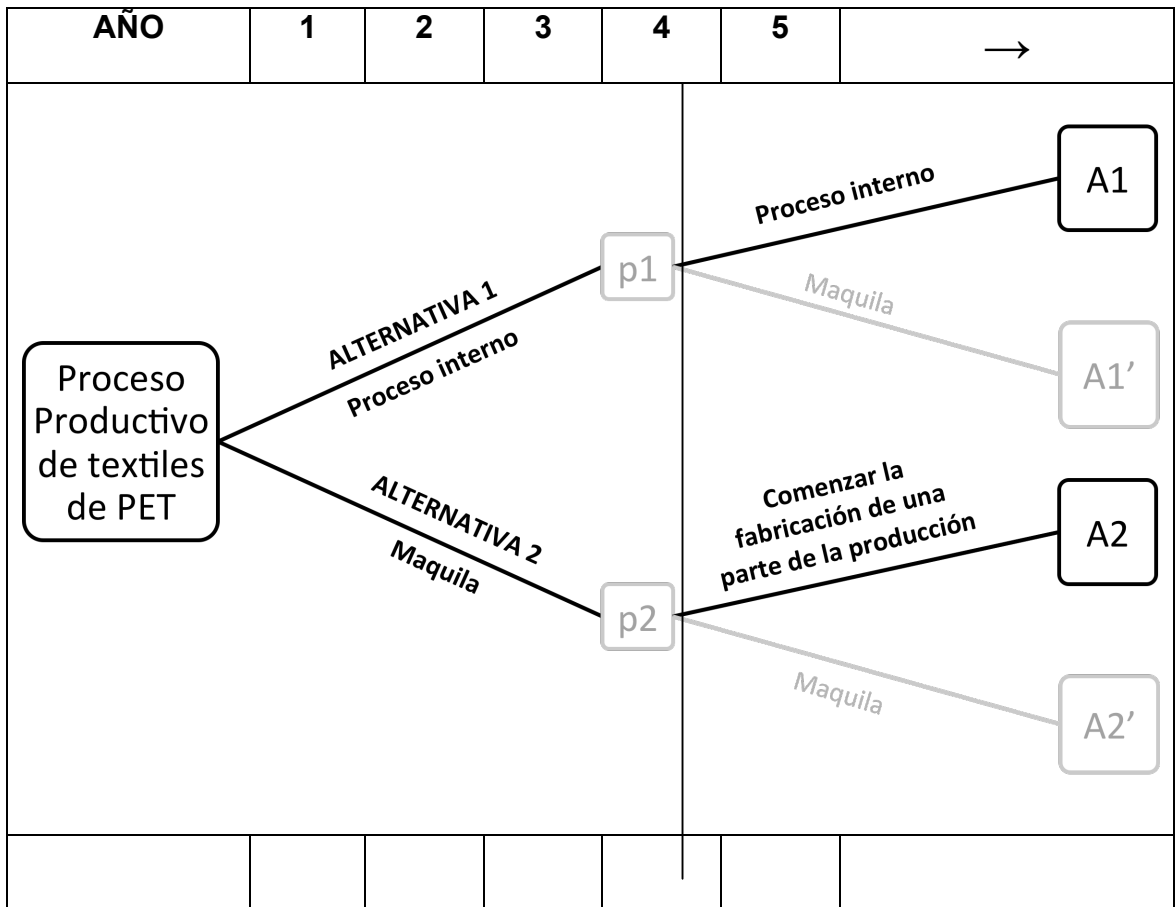 AÑO 1 2 3 4 5 →
Proceso interno
A1
p1
Maquila
ALTERNATIVA 1
Proceso interno
A1’
Proceso
Productivo
de textiles
de PET
ALTERNATIVA 2
Maquila
Comenzar la
fabricación de una
parte de la producción
A2
p2
Maquila
A2’